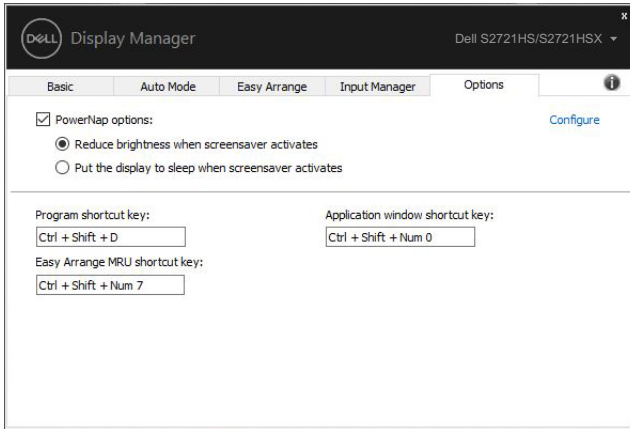 DELL Display Manager
x
Dell S2721HS/S2721HSX
Basic Auto Mode Easy Arrange Input Manager Options
PowerNap options: Configure
Reduce brightness when screensaver activates
Put the display to sleep when screensaver activates
Program shortcut key: Application window shortcut key:
Ctrl + Shift + D Ctrl + Shift + Num 0
Easy Arrange MRU shortcut key:
Ctrl + Shift + Num 7